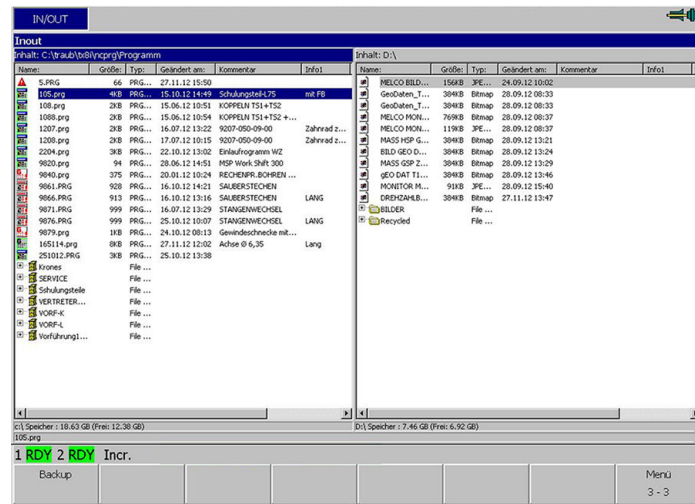 IN/OUT
Inout
Inhalt: C:\traub\tx8i\ncprg\Programm
Name: Größe: Typ: Geändert am: Kommentar Info1
5.PRG 66 PRG... 27.11.12 15:50
105.prg 4KB PRG... 15.10.12 14:49 Schulungsteil-L75 mit FB
108.prg 2KB PRG... 15.06.12 10:51 KOPPELN TS1+TS2
1088.prg 2KB PRG... 15.06.12 10:54 KOPPELN TS1+TS2 +...
1207.prg 2KB PRG... 16.07.12 13:22 9207-050-09-00 Zahnrad z...
1208.prg 2KB PRG... 17.07.12 10:15 9207-050-09-00 Zahnrad z...
2204.prg 3KB PRG... 22.10.12 13:02 Einlaufrogramm WZ
9820.prg 94 PRG... 28.06.12 14:51 MSP Work Shift 300
9840.prg 375 PRG... 20.01.12 10:24 RECHENPR.BOHREN ...
9861.PRG 928 PRG... 16.10.12 14:21 SAUBERSTECHEN
9866.PRG 913 PRG... 16.10.12 13:16 SAUBERSTECHEN LANG
9871.PRG 999 PRG... 16.07.12 13:29 STANGENWECHSEL
9876.PRG 999 PRG... 25.10.12 10:07 STANGENWECHSEL LANG
9879.prg 1KB PRG... 24.10.12 08:13 Gewindeschnecke mit...
165114.prg 8KB PRG... 27.11.12 12:02 Achse Ø 6,35 Lang
251012.PRG 3KB PRG... 25.10.12 13:38
Krones File ...
SERVICE File ...
Sshulungsteile File ...
VERTRETER... File ...
VORF-K File ...
VORF-L File ...
Vorführung1... File ...
c:\ Speicher : 18.63 GB (Frei: 12.38 GB)
105.prg
Inhalt: D:\
Name: Größe: Typ: Geändert am: Kommentar Info1
MELCO BILD... 156KB JPE... 24.09.12 10:02
GeoDaten_T... 384KB Bitmap 28.09.12 08:33
GeoDaten_T... 384KB Bitmap 28.09.12 08:33
MELCO MON... 769KB Bitmap 28.09.12 08:37
MELCO MON... 119KB JPE... 28.09.12 08:37
MASS HSP G... 384KB Bitmap 28.09.12 13:21
BILD GEO D... 384KB Bitmap 28.09.12 13:24
MASS GSP Z... 384KB Bitmap 28.09.12 13:29
gEO DAT T1... 384KB Bitmap 28.09.12 13:46
MONITOR M... 91KB JPE... 28.09.12 15:40
DREHZAHLB... 384KB Bitmap 27.11.12 13:47
BILDER File ...
Recycled File ...
D:\ Speicher : 7.46 GB (Frei: 6.92 GB)
1 RDY 2 RDY Incr.
Backup
Menü
3 - 3